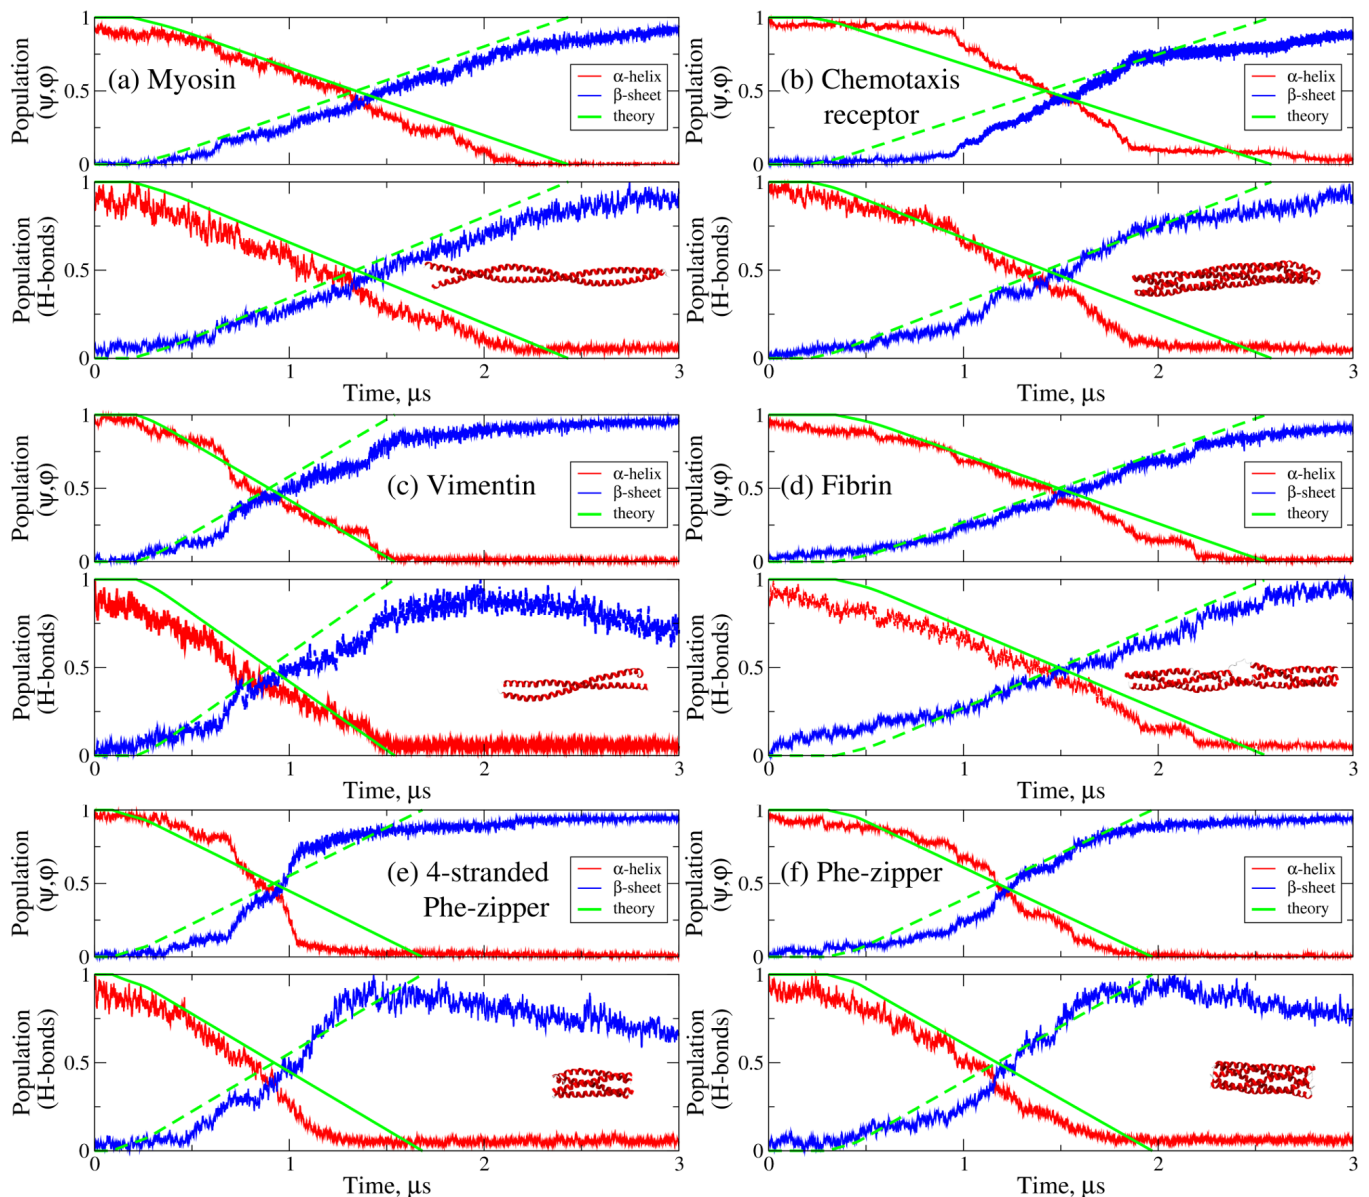 Population
(ψ,φ)
1
0.5
0
(a) Myosin
α-helix
β-sheet
theory
Population
(H-bonds)
1
0.5
0
0
1
2
3
Time, μs
Population
(ψ,φ)
1
0.5
0
(b) Chemotaxis
receptor
α-helix
β-sheet
theory
Population
(H-bonds)
1
0.5
0
0
1
2
3
Time, μs
Population
(ψ,φ)
1
0.5
0
(c) Vimentin
α-helix
β-sheet
theory
Population
(H-bonds)
1
0.5
0
0
1
2
3
Time, μs
Population
(ψ,φ)
1
0.5
0
(d) Fibrin
α-helix
β-sheet
theory
Population
(H-bonds)
1
0.5
0
0
1
2
3
Time, μs
Population
(ψ,φ)
1
0.5
0
(e) 4-stranded
Phe-zipper
α-helix
β-sheet
theory
Population
(H-bonds)
1
0.5
0
0
1
2
3
Time, μs
Population
(ψ,φ)
1
0.5
0
(f) Phe-zipper
α-helix
β-sheet
theory
Population
(H-bonds)
1
0.5
0
0
1
2
3
Time, μs